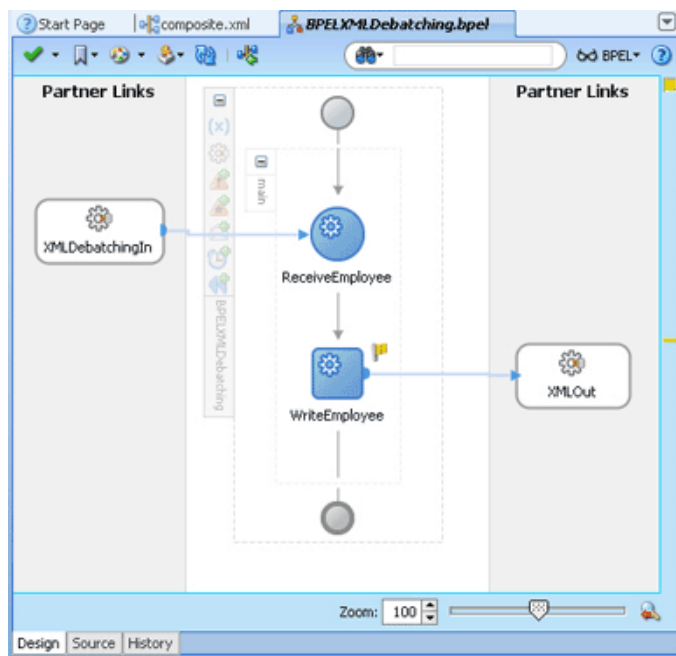 Start Page
composite.xml
BPELXMLDebatching.bpel
BPEL
Partner Links
Partner Links
(x)
main
XMLDebatchingIn
ReceiveEmployee
BPELXMLDebatching
XMLOut
WriteEmployee
Zoom: 100
Design Source History